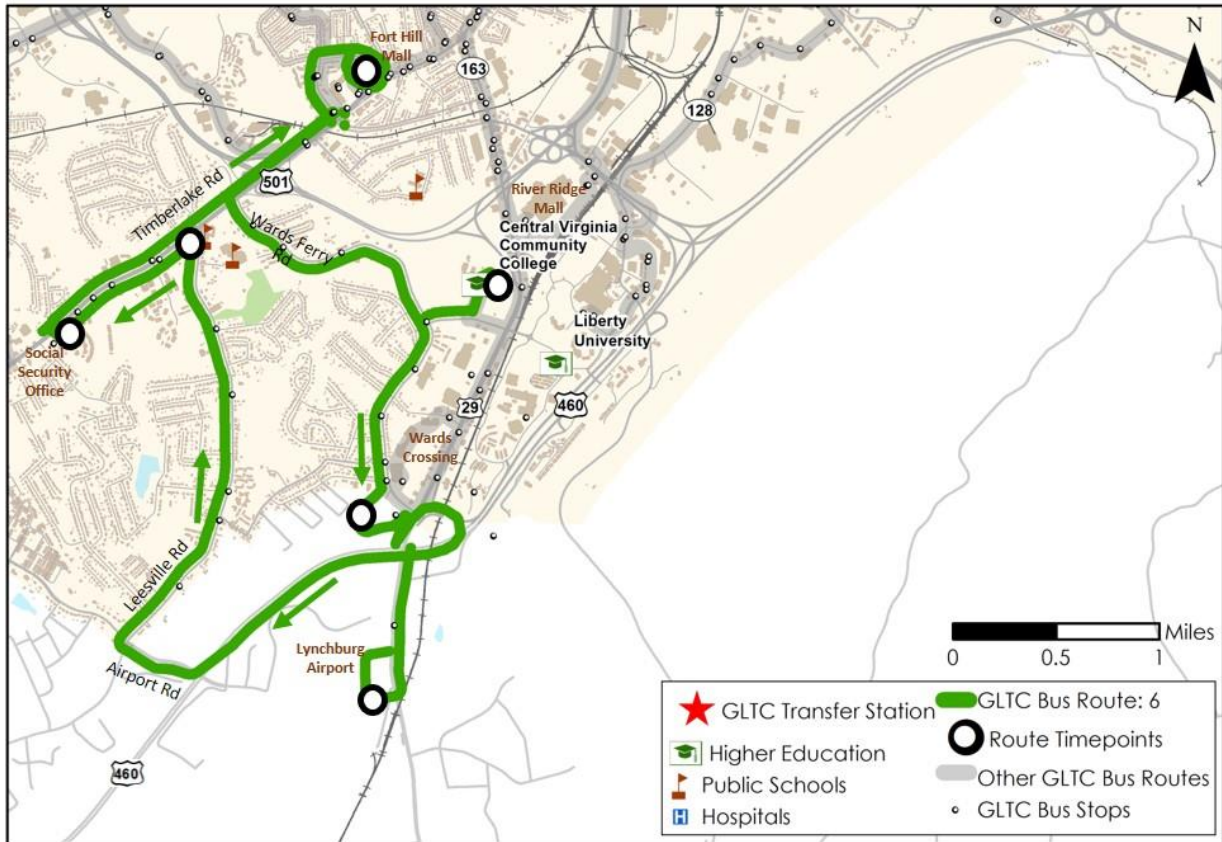 Fort Hill
Mall
N
163
128
501
Timberlake Rd
Wards Ferry
Rd
River Ridge
Mall
Central Virginia
Community
College
Liberty
University
Social
Security
Office
29
460
Wards
Crossing
Leesville Rd
Lynchburg
Airport
Airport Rd
460
Miles
0
0.5
1
GLTC Transfer Station
Higher Education
Public Schools
H Hospitals
GLTC Bus Route: 6
Route Timepoints
Other GLTC Bus Routes
GLTC Bus Stops